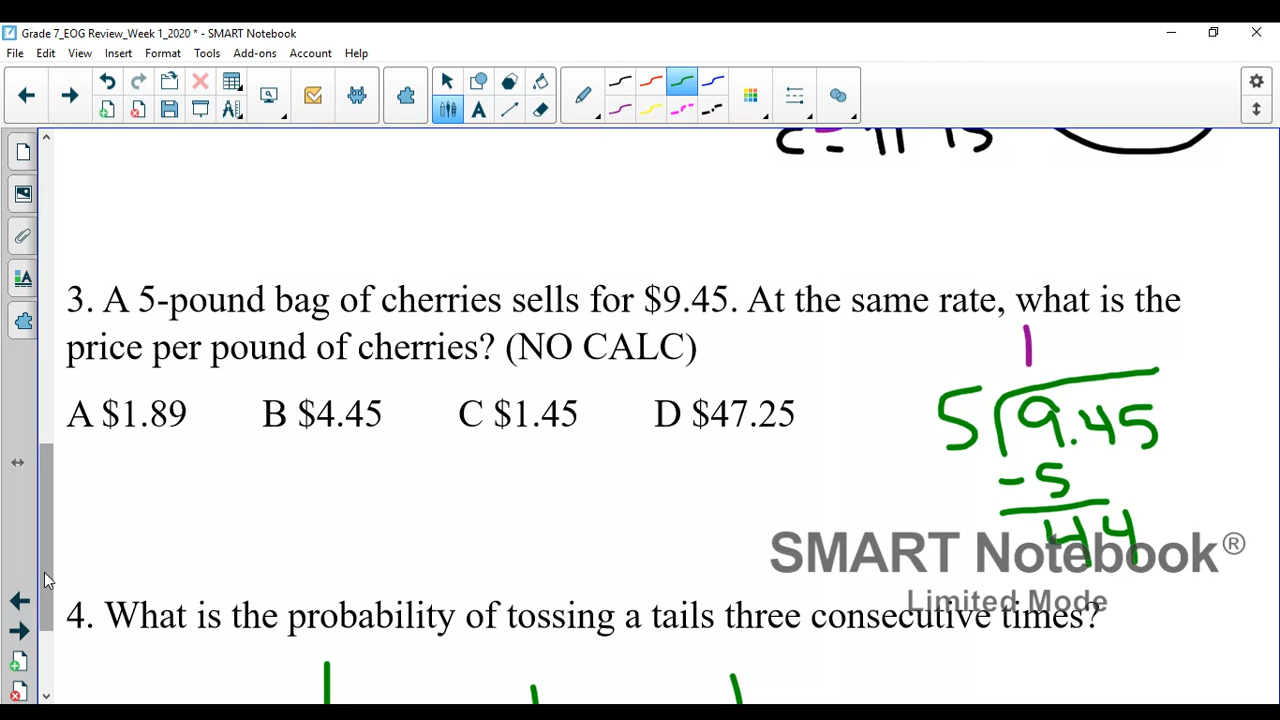 Grade 7_EOG Review_Week 1_2020 * - SMART Notebook
File Edit View Insert Format Tools Add-ons Account Help
3. A 5-pound bag of cherries sells for $9.45. At the same rate, what is the
price per pound of cherries? (NO CALC)
1
A $1.89 B $4.45 C $1.45 D $47.25
5 9.45
-5
44
SMART Notebook®
Limited Mode
4. What is the probability of tossing a tails three consecutive times?